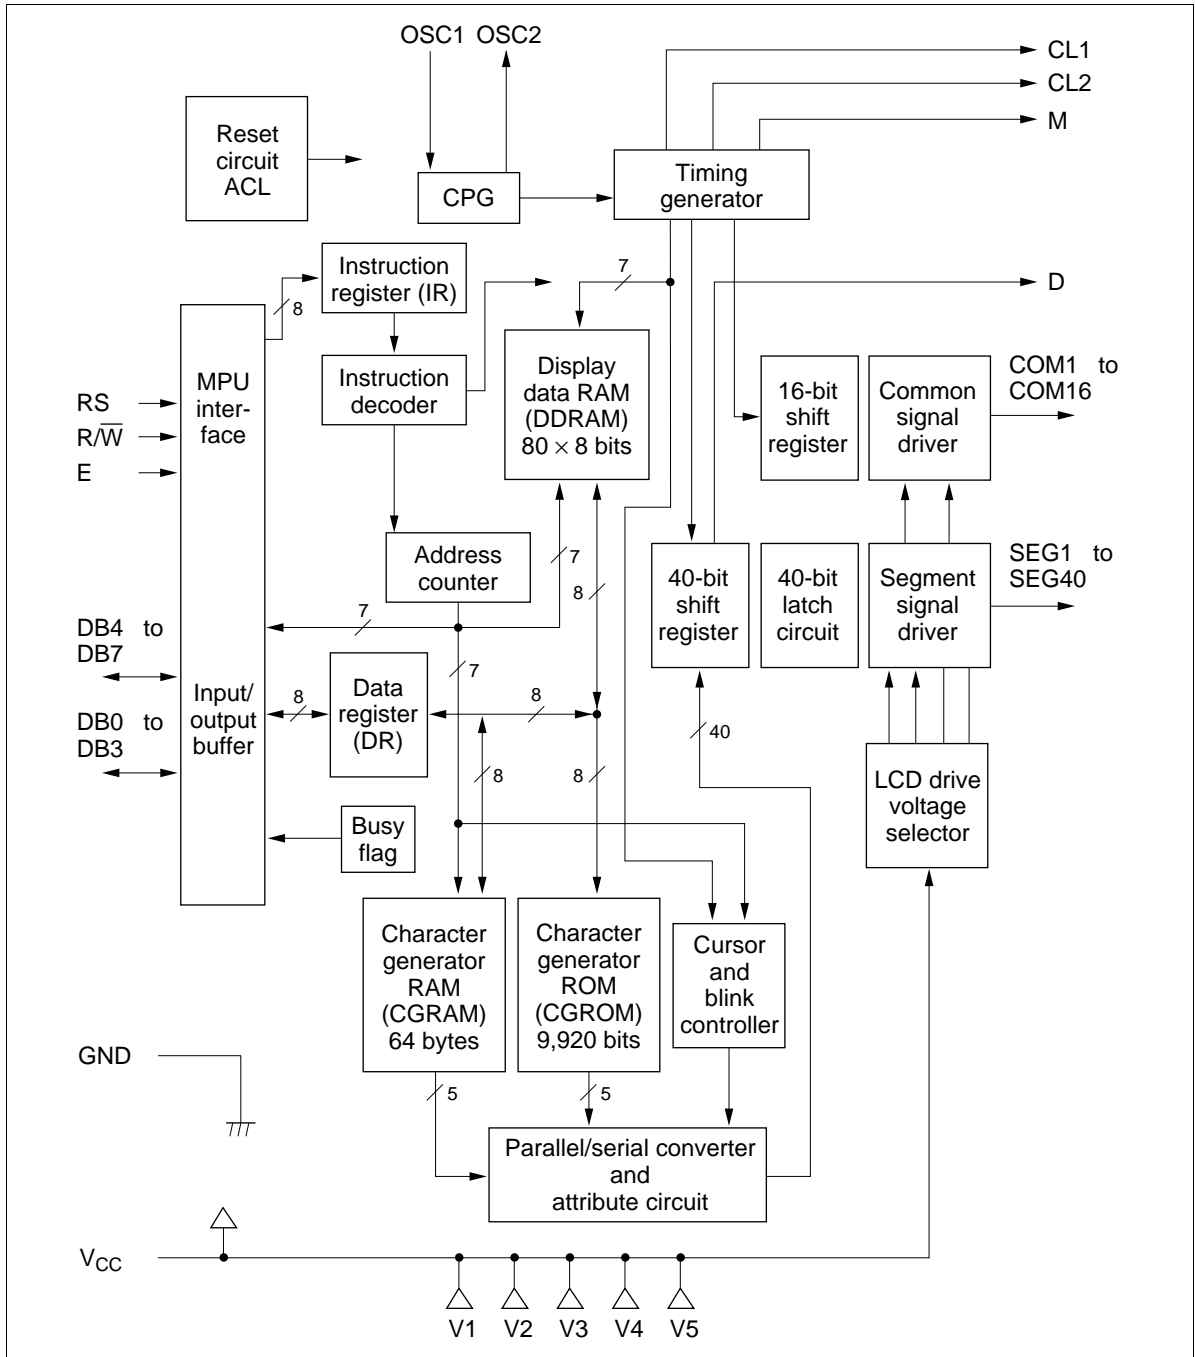 OSC1 OSC2
CL1
CL2
M
Reset
circuit
ACL
CPG
Timing
generator
Instruction
register (IR)
8
7
D
MPU
inter-
face
Instruction
decoder
Display
data RAM
(DDRAM)
80 × 8 bits
16-bit
shift
register
Common
signal
driver
COM1 to
COM16
RS
R/W̅
E
Address
counter
7
8
40-bit
shift
register
40-bit
latch
circuit
Segment
signal
driver
SEG1 to
SEG40
7
7
DB4 to
DB7
Input/
output
buffer
8
Data
register
(DR)
8
DB0 to
DB3
40
8
8
LCD drive
voltage
selector
Busy
flag
Character
generator
RAM
(CGRAM)
64 bytes
Character
generator
ROM
(CGROM)
9,920 bits
Cursor
and
blink
controller
GND
5
5
Parallel/serial converter
and
attribute circuit
VCC
V1 V2 V3 V4 V5